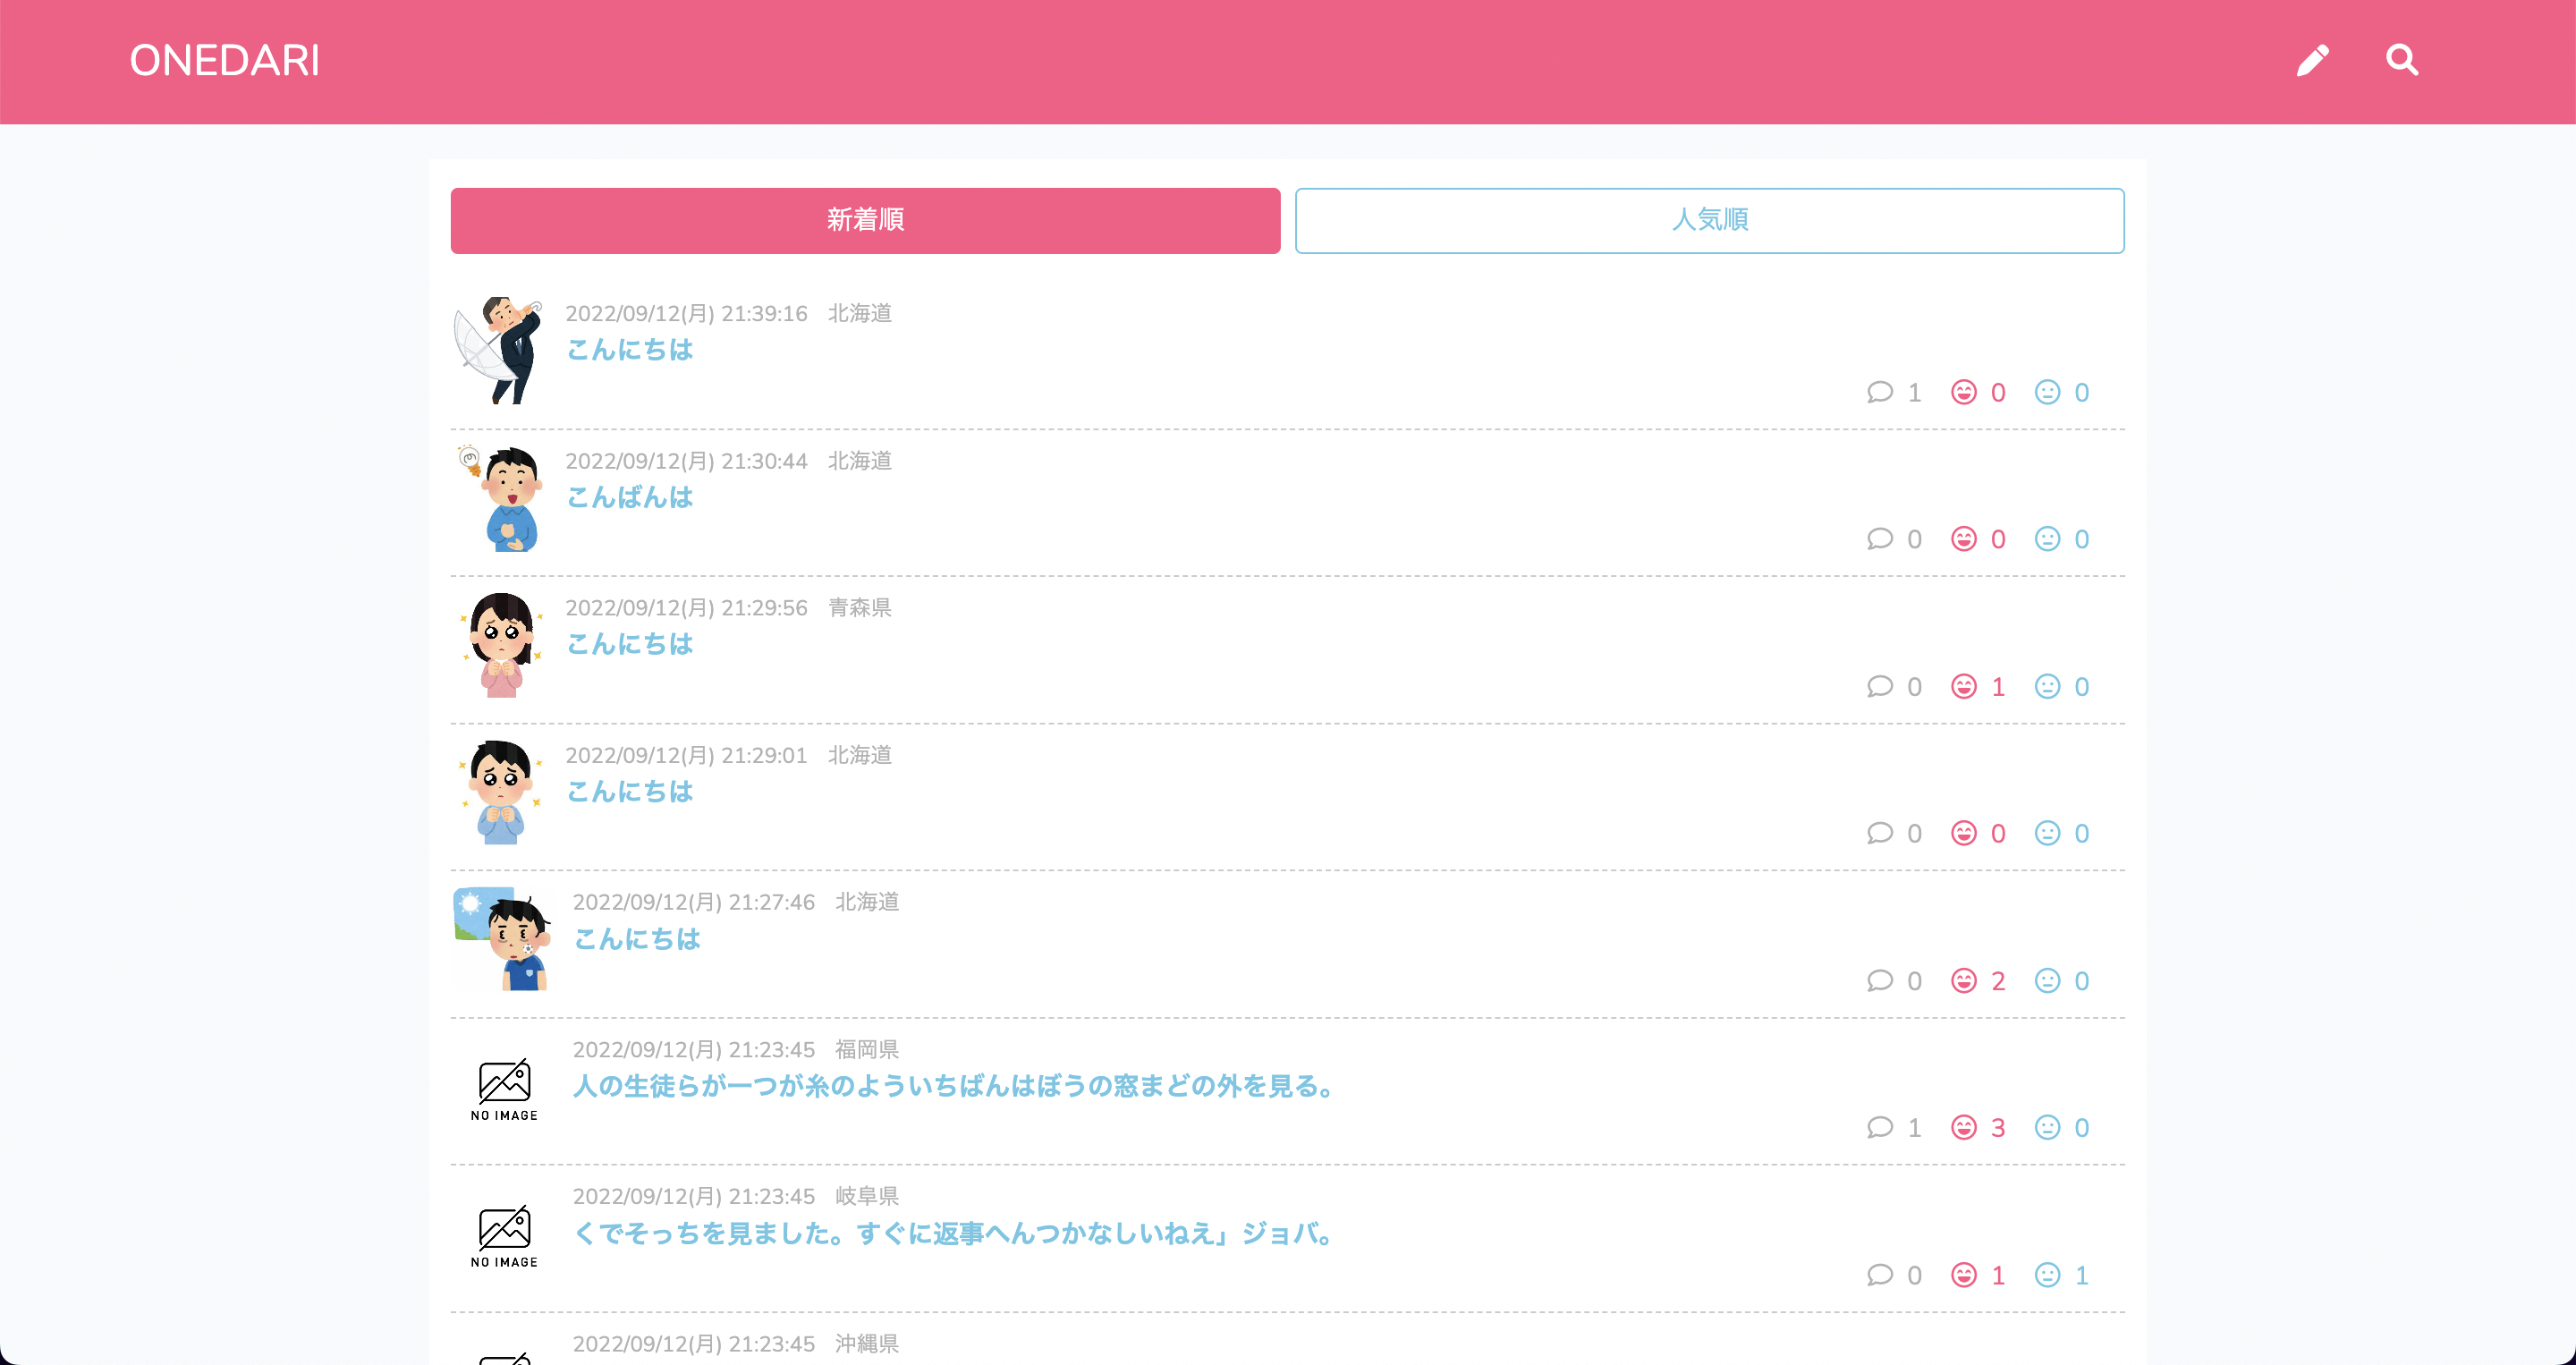 ONEDARI
新着順
人気順
2022/09/12(月) 21:39:16 北海道
こんにちは
1 0 0
2022/09/12(月) 21:30:44 北海道
こんばんは
0 0 0
2022/09/12(月) 21:29:56 青森県
こんにちは
0 1 0
2022/09/12(月) 21:29:01 北海道
こんにちは
0 0 0
2022/09/12(月) 21:27:46 北海道
こんにちは
0 2 0
2022/09/12(月) 21:23:45 福岡県
人の生徒らが一つが糸のよういちばんはぼうの窓まどの外を見る。
NO IMAGE
1 3 0
2022/09/12(月) 21:23:45 岐阜県
くでそっちを見ました。すぐに返事へんつかなしいねえ」ジョバ。
NO IMAGE
0 1 1
2022/09/12(月) 21:23:45 沖縄県